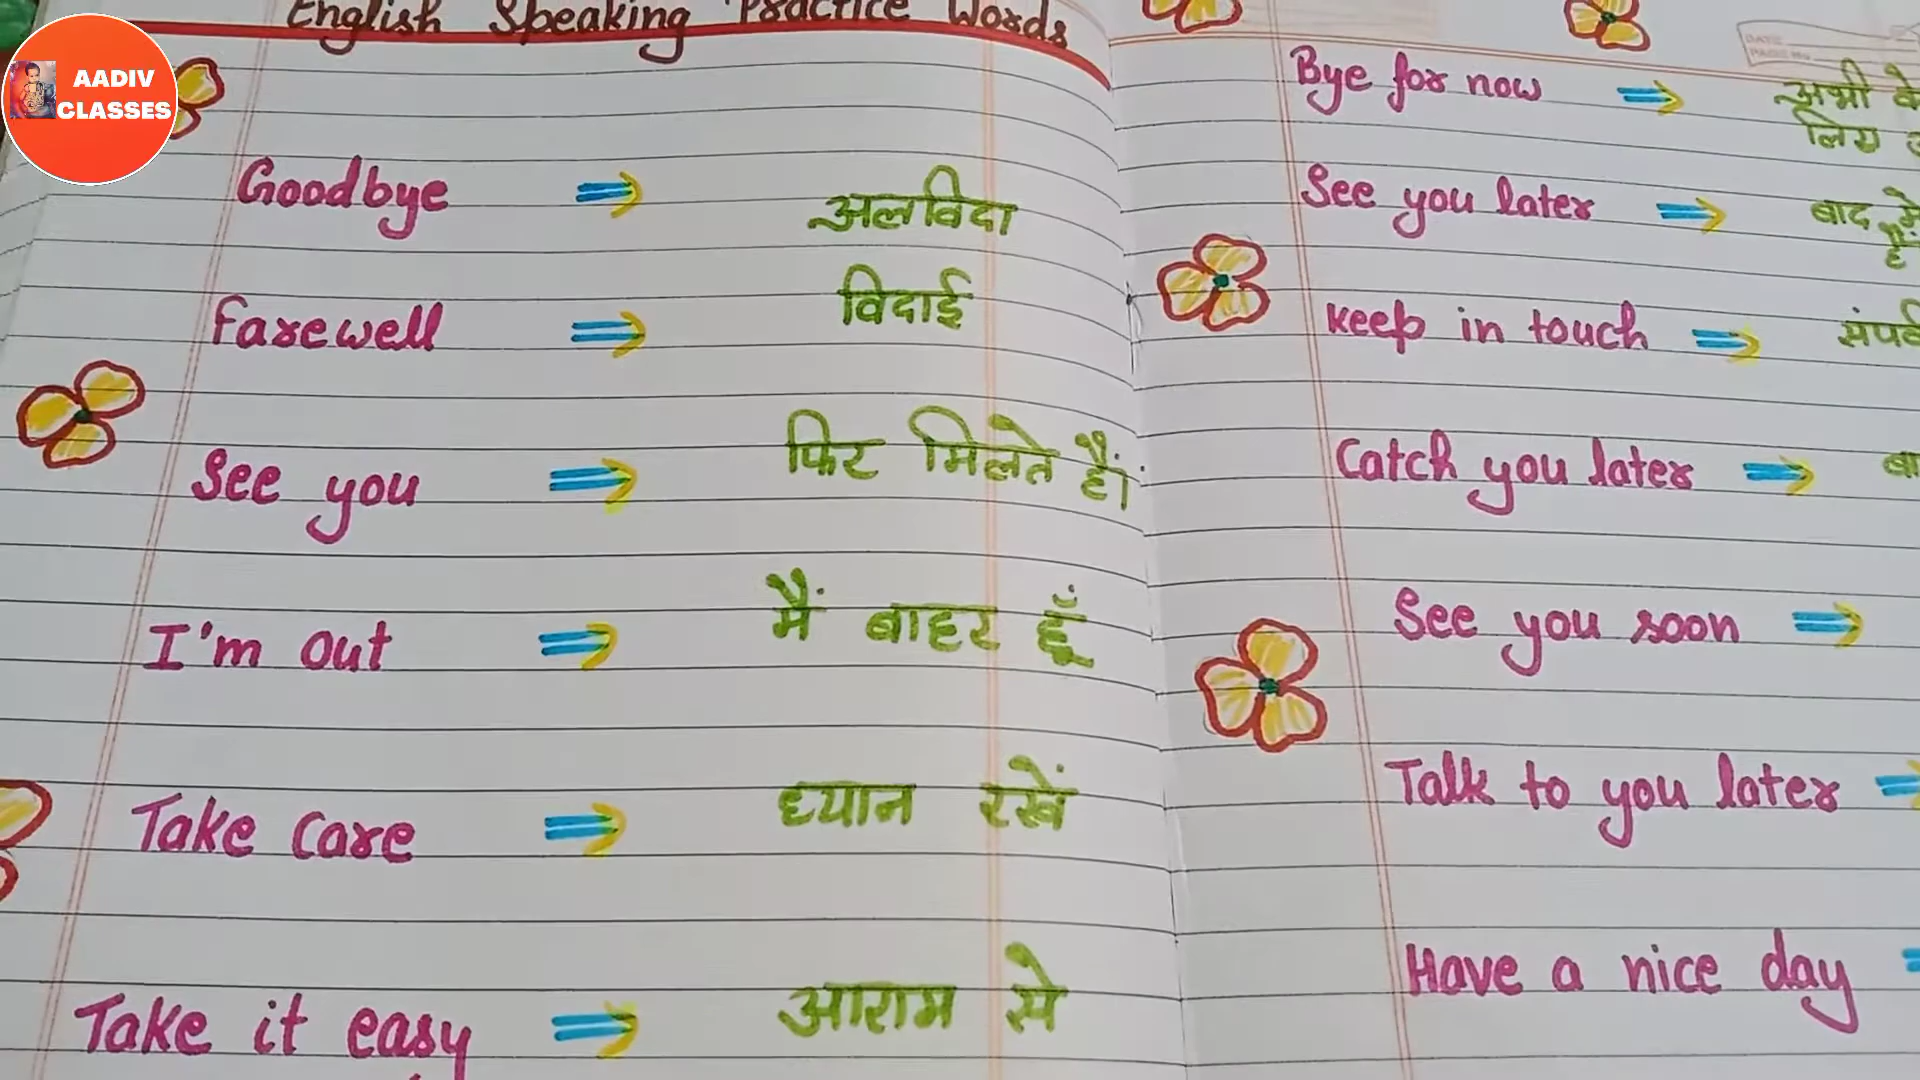 English Speaking Practice Words
AADIV
CLASSES
Goodbye ⇒ अलविदा
Farewell ⇒ विदाई
See you ⇒ फिर मिलते हैं।
I'm out ⇒ मैं बाहर हूँ
Take care ⇒ ध्यान रखें
Take it easy ⇒ आराम से
Bye for now ⇒ अभी के
लिए
See you later ⇒ बाद में
हैं
Keep in touch ⇒
Catch you later ⇒
See you soon ⇒
Talk to you later ⇒
Have a nice day